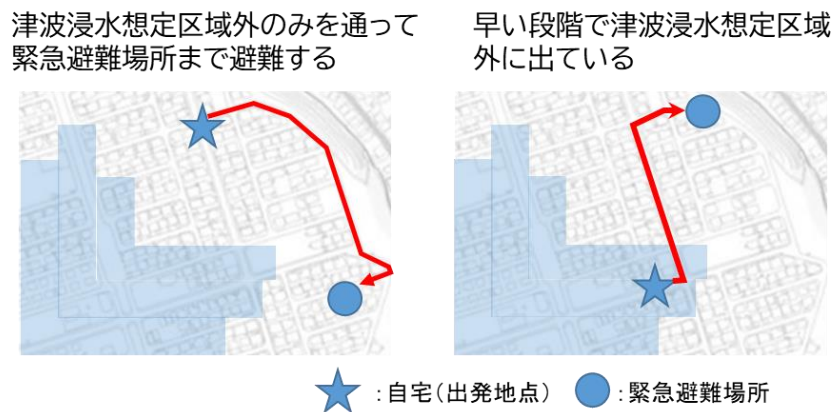 津波浸水想定区域外のみを通って
緊急避難場所まで避難する
早い段階で津波浸水想定区域
外に出ている
：自宅（出発地点）
：緊急避難場所